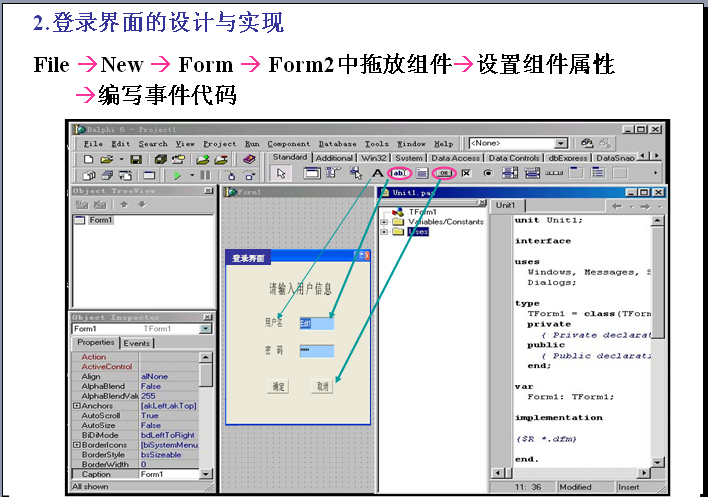 2.登录界面的设计与实现
File →New → Form → Form2中拖放组件→设置组件属性
→编写事件代码
Delphi 6 - Project1
File Edit Search View Project Run Component Database Tools Window Help <None>
Standard Additional Win32 System Data Access Data Controls dbExpress DataSnap
A ab OK
Object TreeView
Form1
Form1
Unit1.pas
TForm1
Variables/Constants
Uses
Unit1
unit Unit1;
interface
uses
Windows, Messages, S
Dialogs;
type
TForm1 = class(TForm
private
{ Private declarat
public
{ Public declarati
end;
var
Form1: TForm1;
implementation
{$R *.dfm}
end.
11: 36 Modified Insert
登录界面
请输入用户信息
用户名 Edit
密 码 ****
确定 取消
Object Inspector
Form1 TForm1
Properties Events
Action
ActiveControl
Align alNone
AlphaBlend False
AlphaBlendValu 255
Anchors [akLeft,akTop]
AutoScroll True
AutoSize False
BiDiMode bdLeftToRight
BorderIcons [biSystemMenu,
BorderStyle bsSizeable
BorderWidth 0
Caption Form1
All shown